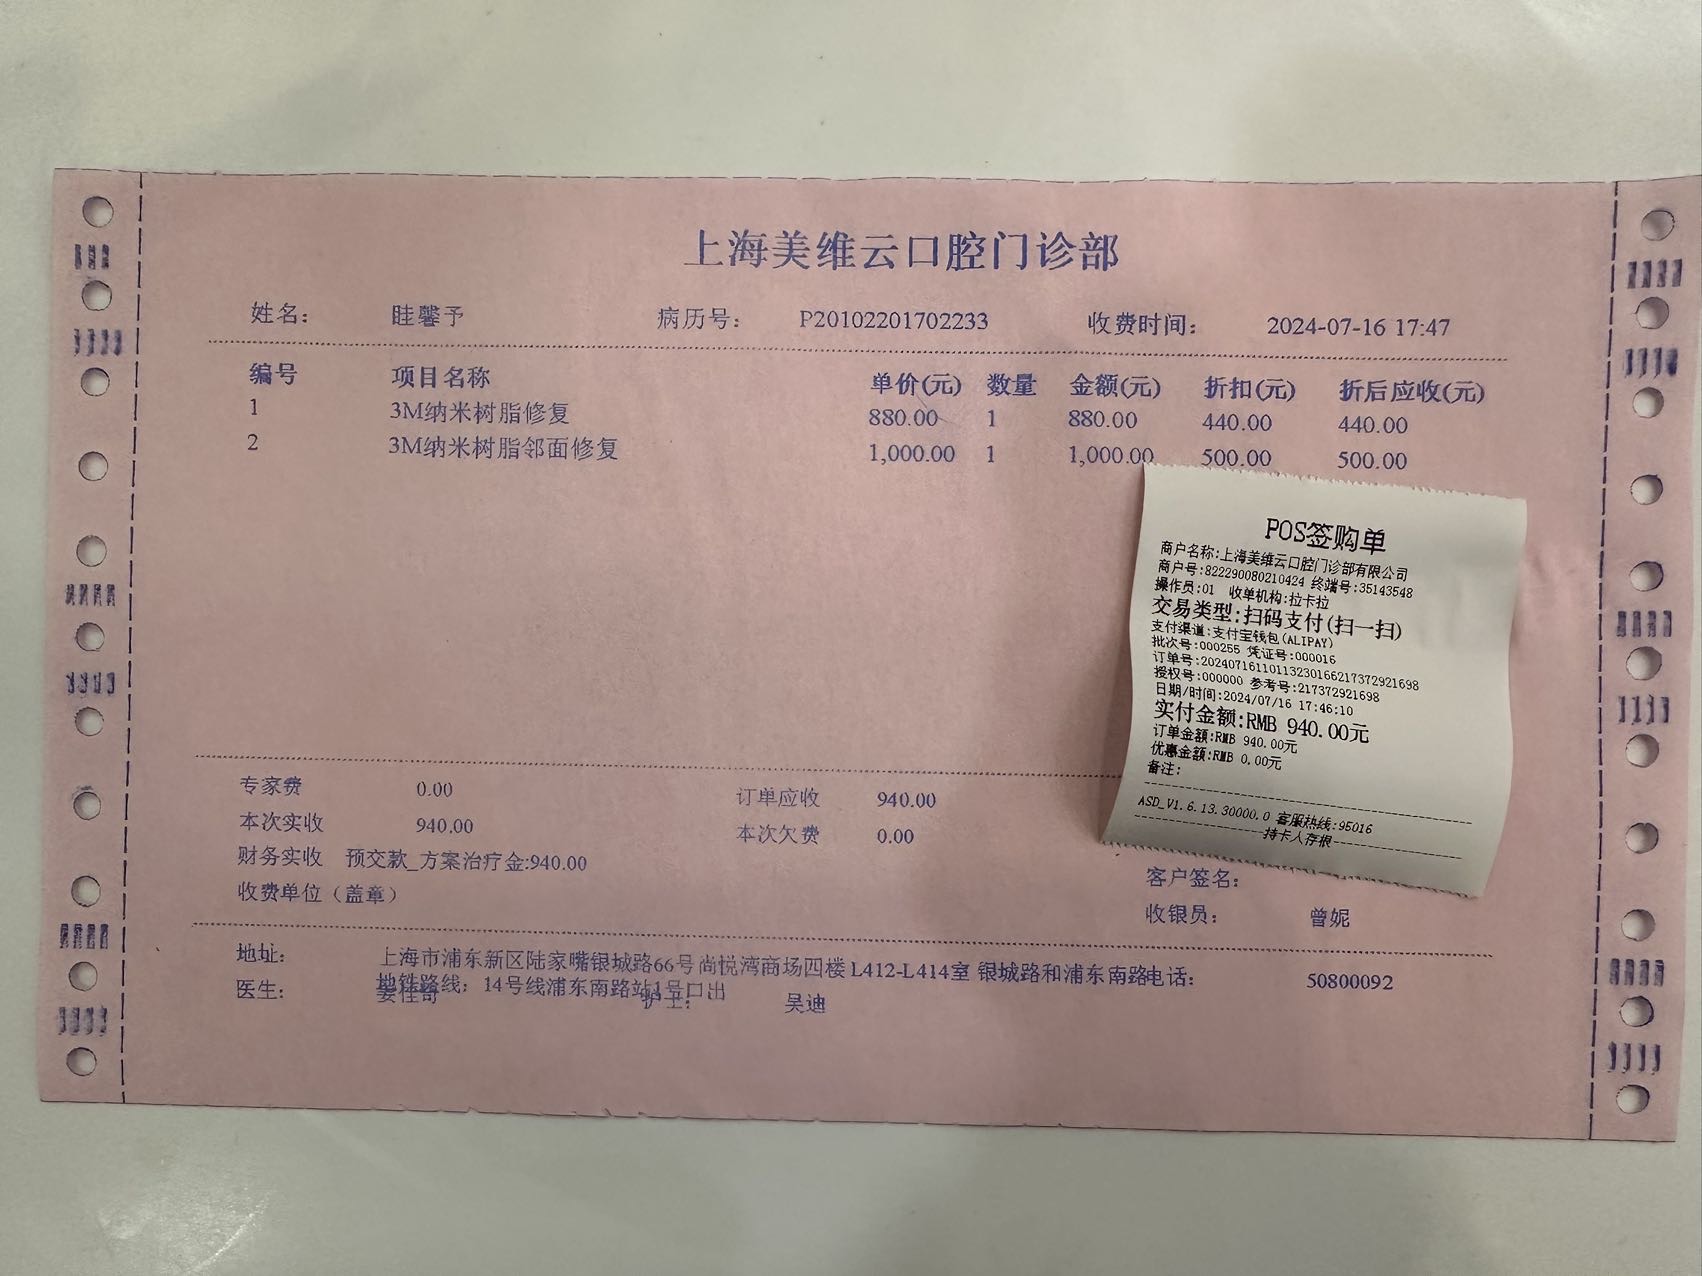 上海美维云口腔门诊部
姓名： 眭馨予 病历号： P20102201702233 收费时间： 2024-07-16 17:47
编号 项目名称 单价(元) 数量 金额(元) 折扣(元) 折后应收(元)
1 3M纳米树脂修复 880.00 1 880.00 440.00 440.00
2 3M纳米树脂邻面修复 1,000.00 1 1,000.00 500.00 500.00
POS签购单
商户名称:上海美维云口腔门诊部有限公司
商户号:822290080210424 终端号:35143548
操作员:01 收单机构:拉卡拉
交易类型:扫码支付(扫一扫)
支付渠道:支付宝钱包(ALIPAY)
批次号:000255 凭证号:000016
订单号:20240716110113230166217372921698
授权号:000000 参考号:217372921698
日期/时间:2024/07/16 17:46:10
实付金额:RMB 940.00元
订单金额:RMB 940.00元
优惠金额:RMB 0.00元
备注:
ASD_V1.6.13.30000.0 客服热线:95016
持卡人存根
专家费 0.00 订单应收 940.00
本次实收 940.00 本次欠费 0.00
财务实收 预交款_方案治疗金:940.00
收费单位（盖章）
客户签名：
收银员： 曾妮
地址： 上海市浦东新区陆家嘴银城路66号尚悦湾商场四楼L412-L414室 银城路和浦东南路电话： 50800092
地铁路线：14号线浦东南路站1号口出
医生： 护士： 吴迪